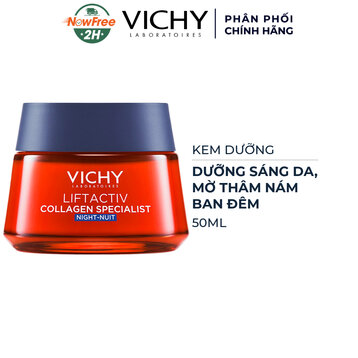 NowFree
2H
VICHY
LABORATOIRES
PHÂN PHỐI
CHÍNH HÃNG
VICHY
LABORATOIRES
LIFTACTIV
COLLAGEN SPECIALIST
NIGHT-NUIT
KEM DƯỠNG
DƯỠNG SÁNG DA,
MỜ THÂM NÁM
BAN ĐÊM
50ML